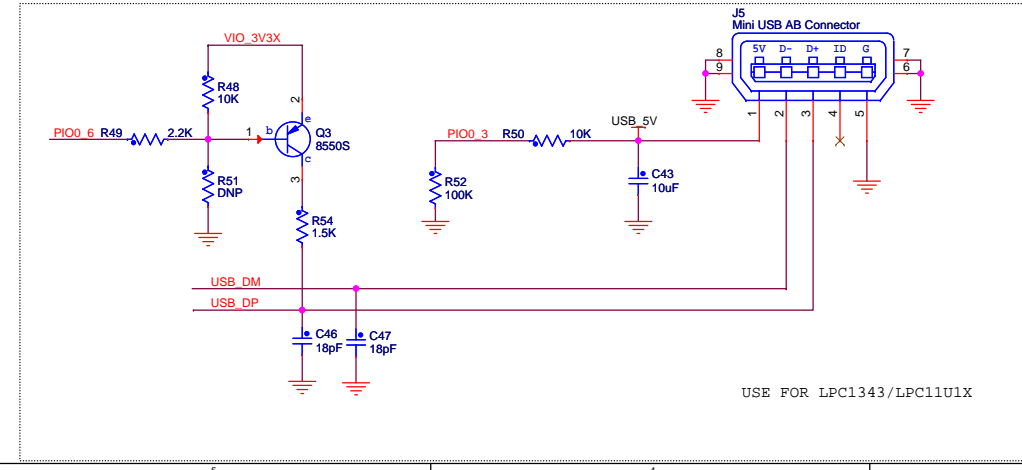 J5
Mini USB AB Connector
5V D- D+ ID G
8
9
7
6
1
2
3
4
5
VIO_3V3X
R48
10K
2
e
PIO0_6
R49
2.2K
1
b
Q3
8550S
c
3
R51
DNP
R54
1.5K
PIO0_3
R50
10K
USB_5V
R52
100K
C43
10uF
USB_DM
USB_DP
C46
18pF
C47
18pF
USE FOR LPC1343/LPC11U1X